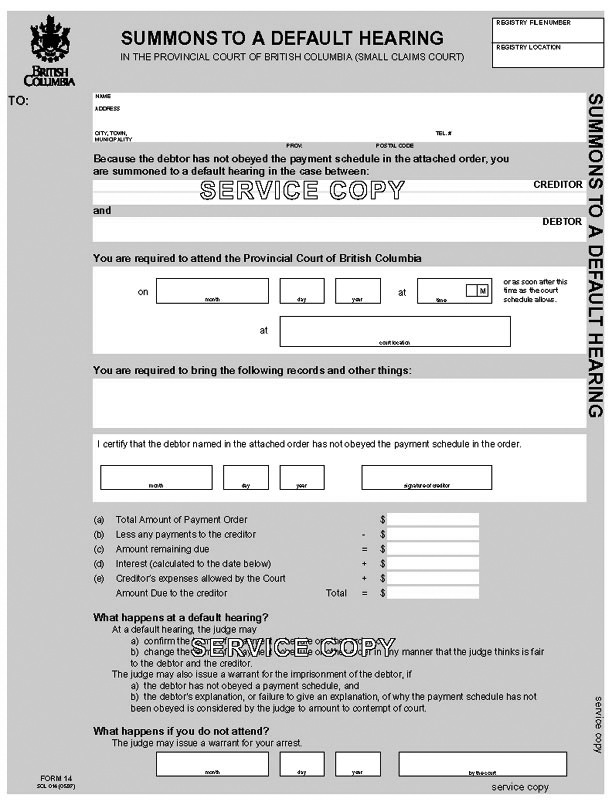 SUMMONS TO A DEFAULT HEARING
IN THE PROVINCIAL COURT OF BRITISH COLUMBIA (SMALL CLAIMS COURT)
REGISTRY FILE NUMBER
REGISTRY LOCATION
BRITISH
COLUMBIA
TO:
NAME
ADDRESS
CITY, TOWN,
MUNICIPALITY
TEL.#
PROV.
POSTAL CODE
SUMMONS TO A DEFAULT HEARING
Because the debtor has not obeyed the payment schedule in the attached order, you
are summoned to a default hearing in the case between:
SERVICE COPY
CREDITOR
and
DEBTOR
You are required to attend the Provincial Court of British Columbia
on
month
day
year
at
time
M
or as soon after this
time as the court
schedule allows.
at
court location
You are required to bring the following records and other things:
I certify that the debtor named in the attached order has not obeyed the payment schedule in the order.
month
day
year
signature of creditor
(a) Total Amount of Payment Order $
(b) Less any payments to the creditor - $
(c) Amount remaining due = $
(d) Interest (calculated to the date below) + $
(e) Creditor's expenses allowed by the Court + $
Amount Due to the creditor Total = $
What happens at a default hearing?
At a default hearing, the judge may
a) confirm the
SERVICE COPY
b) change the in any manner that the judge thinks is fair
to the debtor and the creditor.
The judge may also issue a warrant for the imprisonment of the debtor, if
a) the debtor has not obeyed a payment schedule, and
b) the debtor's explanation, or failure to give an explanation, of why the payment schedule has not
been obeyed is considered by the judge to amount to contempt of court.
What happens if you do not attend?
The judge may issue a warrant for your arrest.
month
day
year
by the court
FORM 14
service copy
service copy